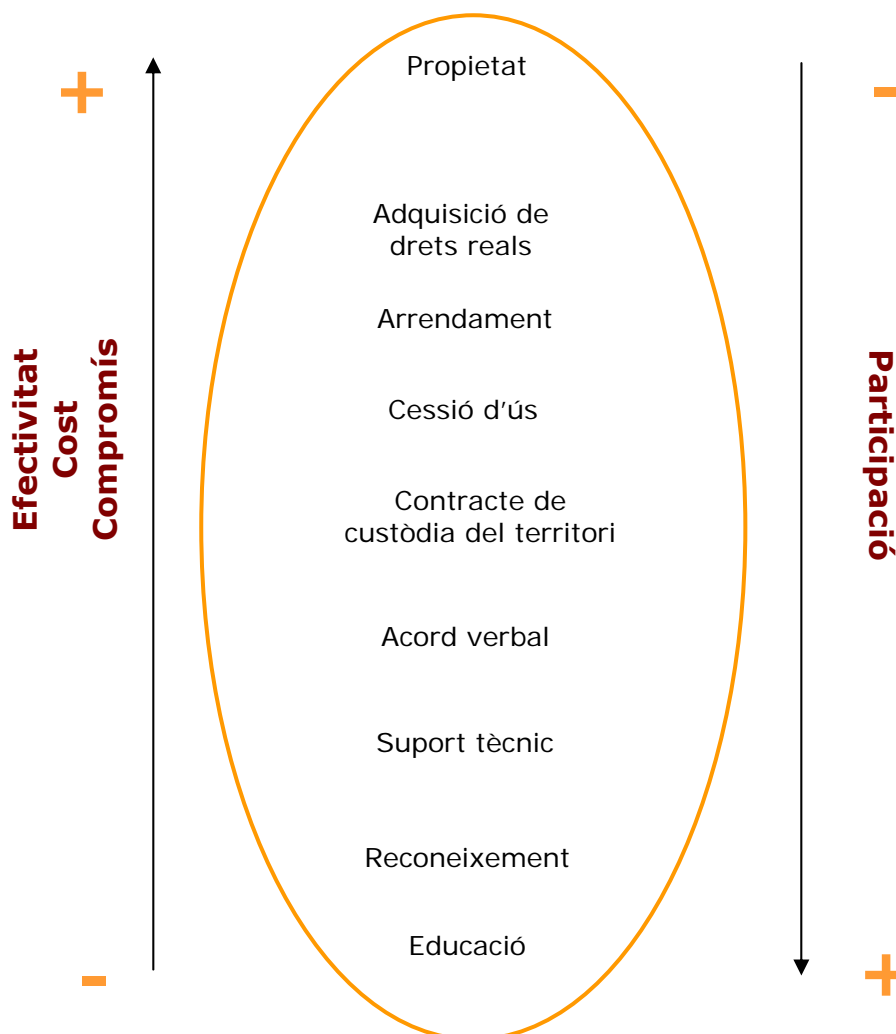 +
-
Propietat
Adquisició de
drets reals
Arrendament
Cessió d'ús
Contracte de
custòdia del territori
Acord verbal
Suport tècnic
Reconeixement
Educació
Efectivitat
Cost
Compromís
Participació
-
+